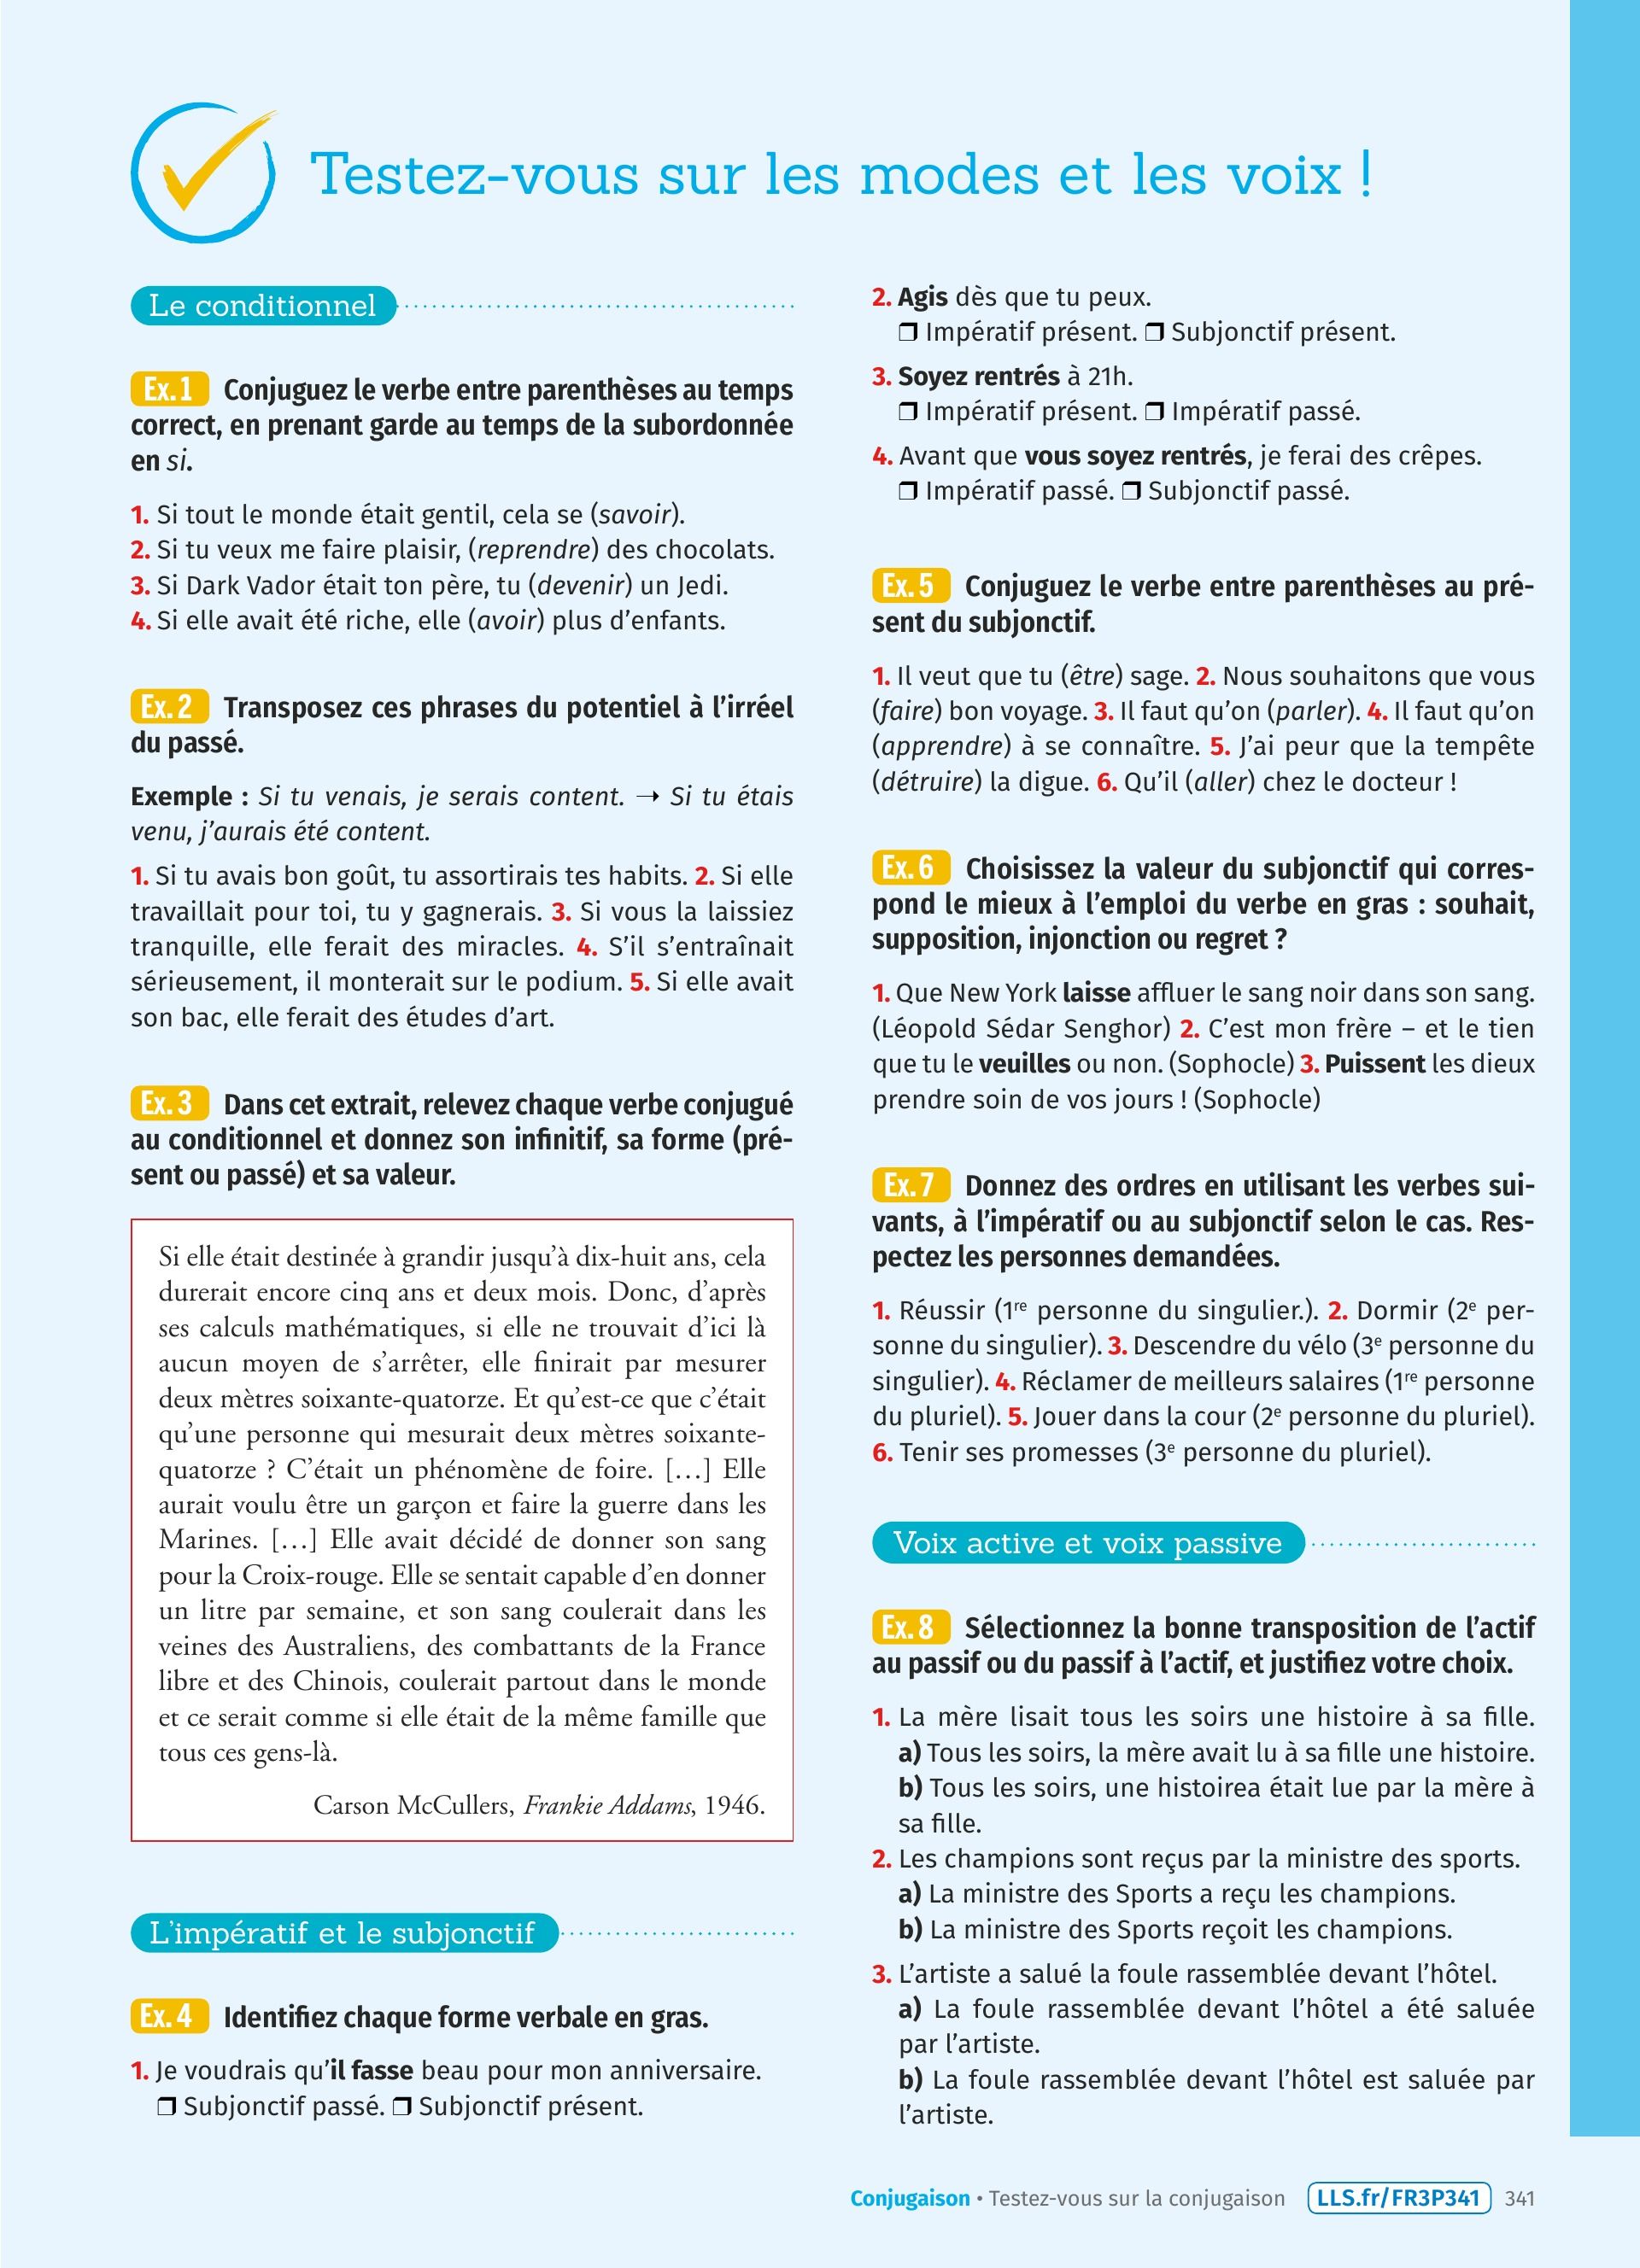 Testez-vous sur les modes et les voix !
Le conditionnel
Ex. 1 Conjuguez le verbe entre parenthèses au temps
correct, en prenant garde au temps de la subordonnée
en si.
1. Si tout le monde était gentil, cela se (savoir).
2. Si tu veux me faire plaisir, (reprendre) des chocolats.
3. Si Dark Vador était ton père, tu (devenir) un Jedi.
4. Si elle avait été riche, elle (avoir) plus d’enfants.
Ex. 2 Transposez ces phrases du potentiel à l’irréel
du passé.
Exemple : Si tu venais, je serais content. → Si tu étais
venu, j’aurais été content.
1. Si tu avais bon goût, tu assortirais tes habits. 2. Si elle
travaillait pour toi, tu y gagnerais. 3. Si vous la laissiez
tranquille, elle ferait des miracles. 4. S’il s’entraînait
sérieusement, il monterait sur le podium. 5. Si elle avait
son bac, elle ferait des études d’art.
Ex. 3 Dans cet extrait, relevez chaque verbe conjugué
au conditionnel et donnez son infinitif, sa forme (pré-
sent ou passé) et sa valeur.
Si elle était destinée à grandir jusqu’à dix-huit ans, cela
durerait encore cinq ans et deux mois. Donc, d’après
ses calculs mathématiques, si elle ne trouvait d’ici là
aucun moyen de s’arrêter, elle finirait par mesurer
deux mètres soixante-quatorze. Et qu’est-ce que c’était
qu’une personne qui mesurait deux mètres soixante-
quatorze ? C’était un phénomène de foire. […] Elle
aurait voulu être un garçon et faire la guerre dans les
Marines. […] Elle avait décidé de donner son sang
pour la Croix-rouge. Elle se sentait capable d’en donner
un litre par semaine, et son sang coulerait dans les
veines des Australiens, des combattants de la France
libre et des Chinois, coulerait partout dans le monde
et ce serait comme si elle était de la même famille que
tous ces gens-là.
Carson McCullers, Frankie Addams, 1946.
L’impératif et le subjonctif
Ex. 4 Identifiez chaque forme verbale en gras.
1. Je voudrais qu’il fasse beau pour mon anniversaire.
❒ Subjonctif passé. ❒ Subjonctif présent.
2. Agis dès que tu peux.
❒ Impératif présent. ❒ Subjonctif présent.
3. Soyez rentrés à 21h.
❒ Impératif présent. ❒ Impératif passé.
4. Avant que vous soyez rentrés, je ferai des crêpes.
❒ Impératif passé. ❒ Subjonctif passé.
Ex. 5 Conjuguez le verbe entre parenthèses au pré-
sent du subjonctif.
1. Il veut que tu (être) sage. 2. Nous souhaitons que vous
(faire) bon voyage. 3. Il faut qu’on (parler). 4. Il faut qu’on
(apprendre) à se connaître. 5. J’ai peur que la tempête
(détruire) la digue. 6. Qu’il (aller) chez le docteur !
Ex. 6 Choisissez la valeur du subjonctif qui corres-
pond le mieux à l’emploi du verbe en gras : souhait,
supposition, injonction ou regret ?
1. Que New York laisse affluer le sang noir dans son sang.
(Léopold Sédar Senghor) 2. C’est mon frère – et le tien
que tu le veuilles ou non. (Sophocle) 3. Puissent les dieux
prendre soin de vos jours ! (Sophocle)
Ex. 7 Donnez des ordres en utilisant les verbes sui-
vants, à l’impératif ou au subjonctif selon le cas. Res-
pectez les personnes demandées.
1. Réussir (1re personne du singulier.). 2. Dormir (2e per-
sonne du singulier). 3. Descendre du vélo (3e personne du
singulier). 4. Réclamer de meilleurs salaires (1re personne
du pluriel). 5. Jouer dans la cour (2e personne du pluriel).
6. Tenir ses promesses (3e personne du pluriel).
Voix active et voix passive
Ex. 8 Sélectionnez la bonne transposition de l’actif
au passif ou du passif à l’actif, et justifiez votre choix.
1. La mère lisait tous les soirs une histoire à sa fille.
a) Tous les soirs, la mère avait lu à sa fille une histoire.
b) Tous les soirs, une histoirea était lue par la mère à
sa fille.
2. Les champions sont reçus par la ministre des sports.
a) La ministre des Sports a reçu les champions.
b) La ministre des Sports reçoit les champions.
3. L’artiste a salué la foule rassemblée devant l’hôtel.
a) La foule rassemblée devant l’hôtel a été saluée
par l’artiste.
b) La foule rassemblée devant l’hôtel est saluée par
l’artiste.
Conjugaison • Testez-vous sur la conjugaison LLS.fr/FR3P341 341